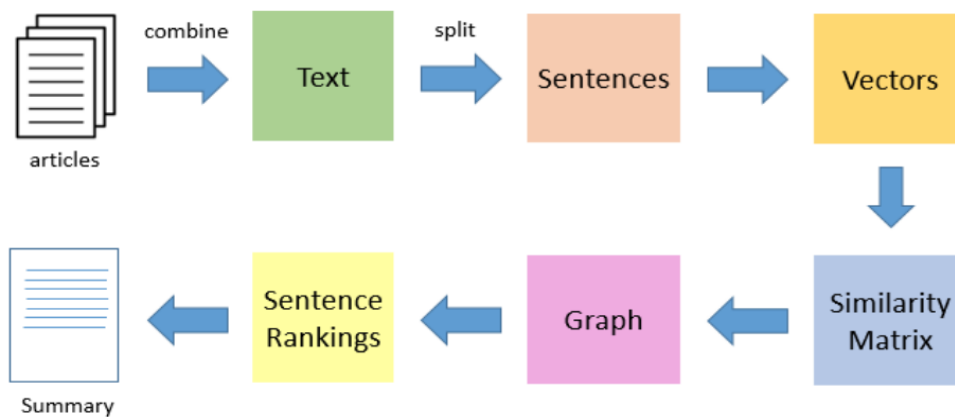 combine
split
Text
Sentences
Vectors
articles
Similarity
Matrix
Graph
Sentence
Rankings
Summary